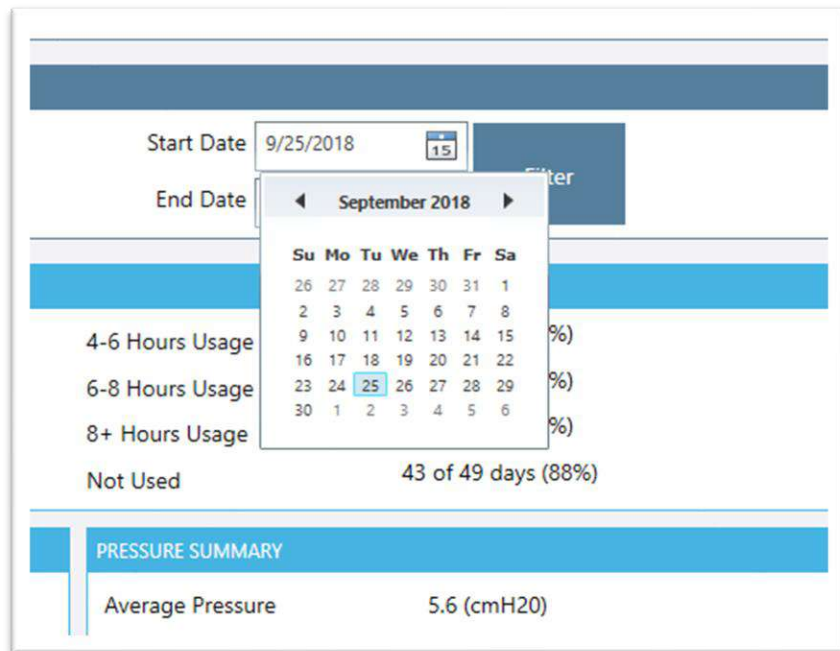 Start Date 9/25/2018 15
Filter
End Date
September 2018
Su Mo Tu We Th Fr Sa
26 27 28 29 30 31 1
2 3 4 5 6 7 8
9 10 11 12 13 14 15
16 17 18 19 20 21 22
23 24 25 26 27 28 29
30 1 2 3 4 5 6
4-6 Hours Usage %)
6-8 Hours Usage %)
8+ Hours Usage %)
Not Used 43 of 49 days (88%)
PRESSURE SUMMARY
Average Pressure 5.6 (cmH20)